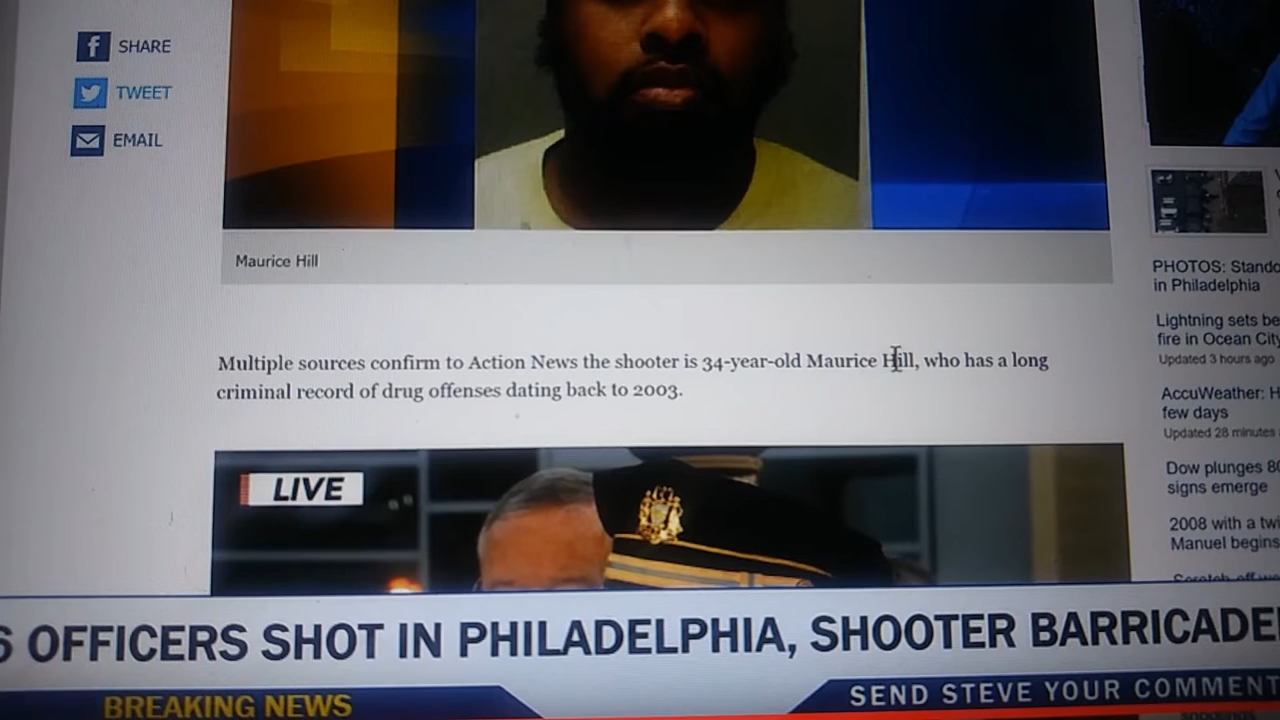 SHARE
TWEET
EMAIL
Maurice Hill
Multiple sources confirm to Action News the shooter is 34-year-old Maurice Hill, who has a long
criminal record of drug offenses dating back to 2003.
LIVE
PHOTOS: Stando
in Philadelphia
Lightning sets be
fire in Ocean City
Updated 3 hours ago
AccuWeather: H
few days
Updated 28 minutes
Dow plunges 80
signs emerge
2008 with a twi
Manuel begins
6 OFFICERS SHOT IN PHILADELPHIA, SHOOTER BARRICADE
BREAKING NEWS
SEND STEVE YOUR COMMENT